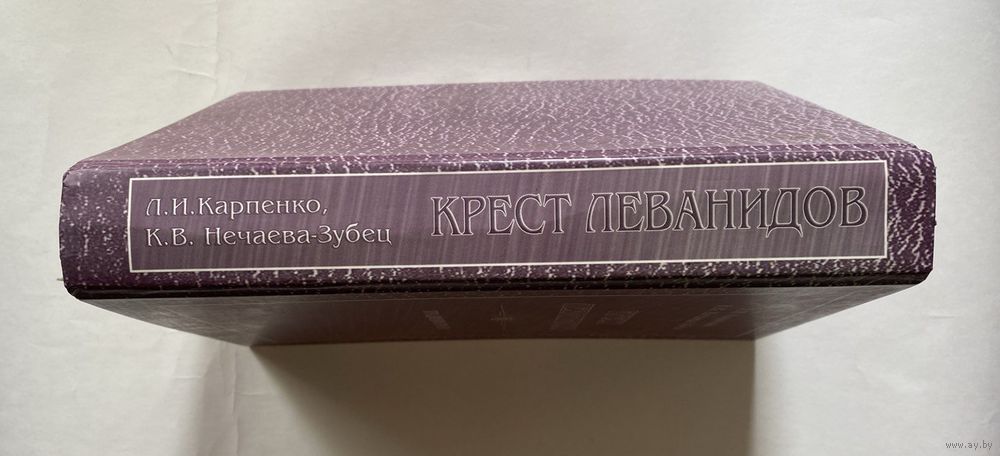 Л.И.Карпенко,
К.В. Нечаева-Зубец
КРЕСТ ЛЕВАНИДОВ
www.ay.by